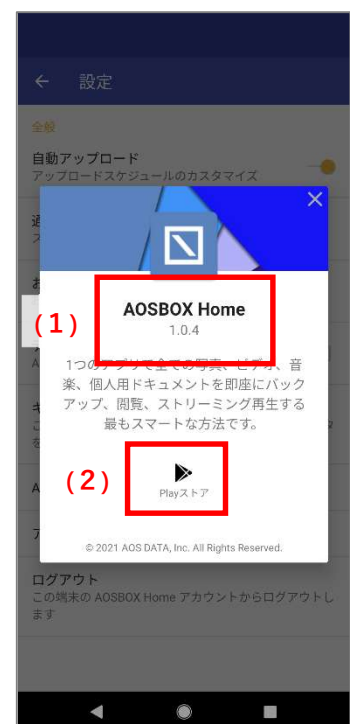 設定
全般
自動アップロード
アップロードスケジュールのカスタマイズ
AOSBOX Home
(1)
1.0.4
1つのアプリで全ての写真、ビデオ、音
楽、個人用ドキュメントを即座にバック
アップ、閲覧、ストリーミング再生する
最もスマートな方法です。
(2)
Playストア
© 2021 AOS DATA, Inc. All Rights Reserved.
ログアウト
この端末の AOSBOX Home アカウントからログアウトし
ます